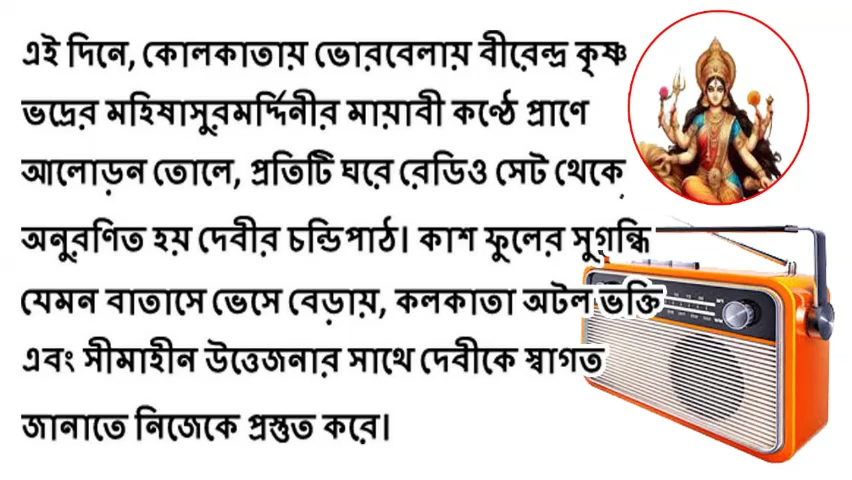 এই দিনে, কোলকাতায় ভোরবেলায় বীরেন্দ্র কৃষ্ণ
ভদ্রের মহিষাসুরমর্দ্দিনীর মায়াবী কণ্ঠে প্রাণে
আলোড়ন তোলে, প্রতিটি ঘরে রেডিও সেট থেকে
অনুরণিত হয় দেবীর চন্ডিপাঠ। কাশ ফুলের সুগন্ধি
যেমন বাতাসে ভেসে বেড়ায়, কলকাতা অটল ভক্তি
এবং সীমাহীন উত্তেজনার সাথে দেবীকে স্বাগত
জানাতে নিজেকে প্রস্তুত করে।